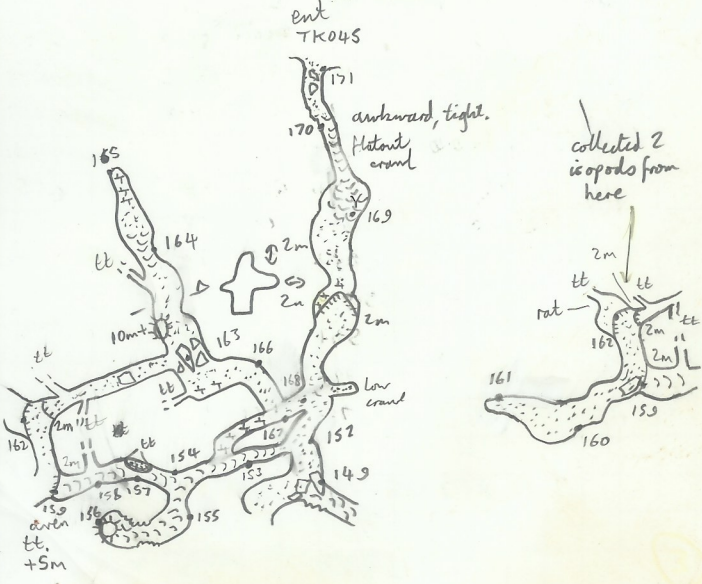 ent
TK045
171
170
awkward, tight.
flatout
crawl
165
169
164
tt
2m
2m
10m+
163
2m
166
tt
tt
168
Low
crawl
162
2m
tt
tt
167
152
154
2m
153
149
158
157
159
156
155
aven
tt.
+5m
collected 2
isopods from
here
2m
tt
tt
rat
2m
tt
162
2m
161
159
160